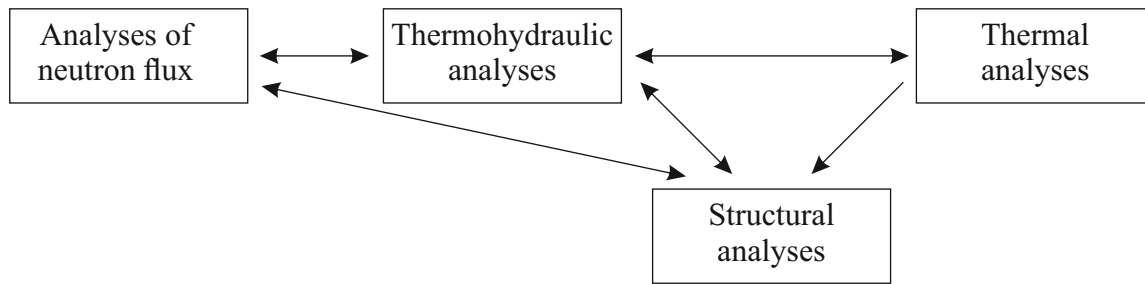 Analyses of
neutron flux
Thermohydraulic
analyses
Thermal
analyses
Structural
analyses